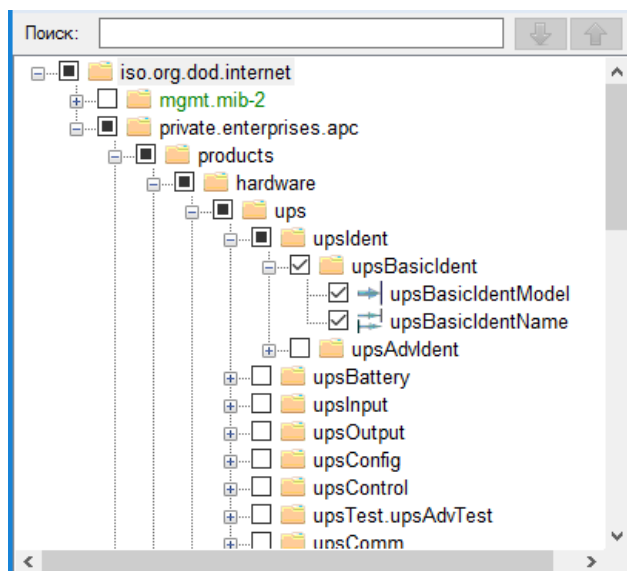 Поиск:
iso.org.dod.internet
mgmt.mib-2
private.enterprises.apc
products
hardware
ups
upsIdent
upsBasicIdent
upsBasicIdentModel
upsBasicIdentName
upsAdvIdent
upsBattery
upsInput
upsOutput
upsConfig
upsControl
upsTest.upsAdvTest
upsComm